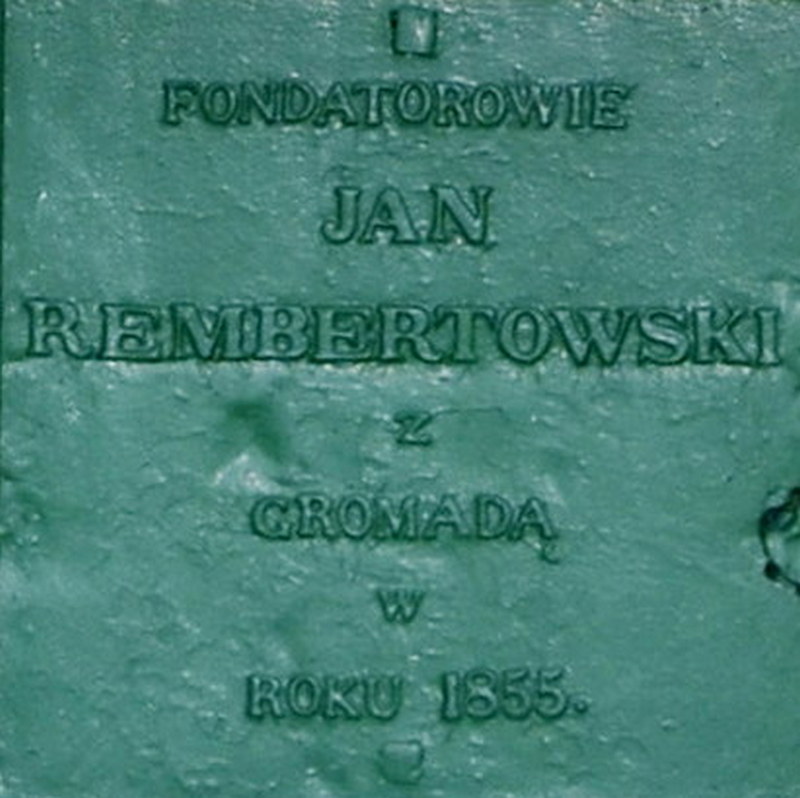 FONDATOROWIE
JAN
REMBERTOWSKI
Z
GROMADĄ
W
ROKU 1855.